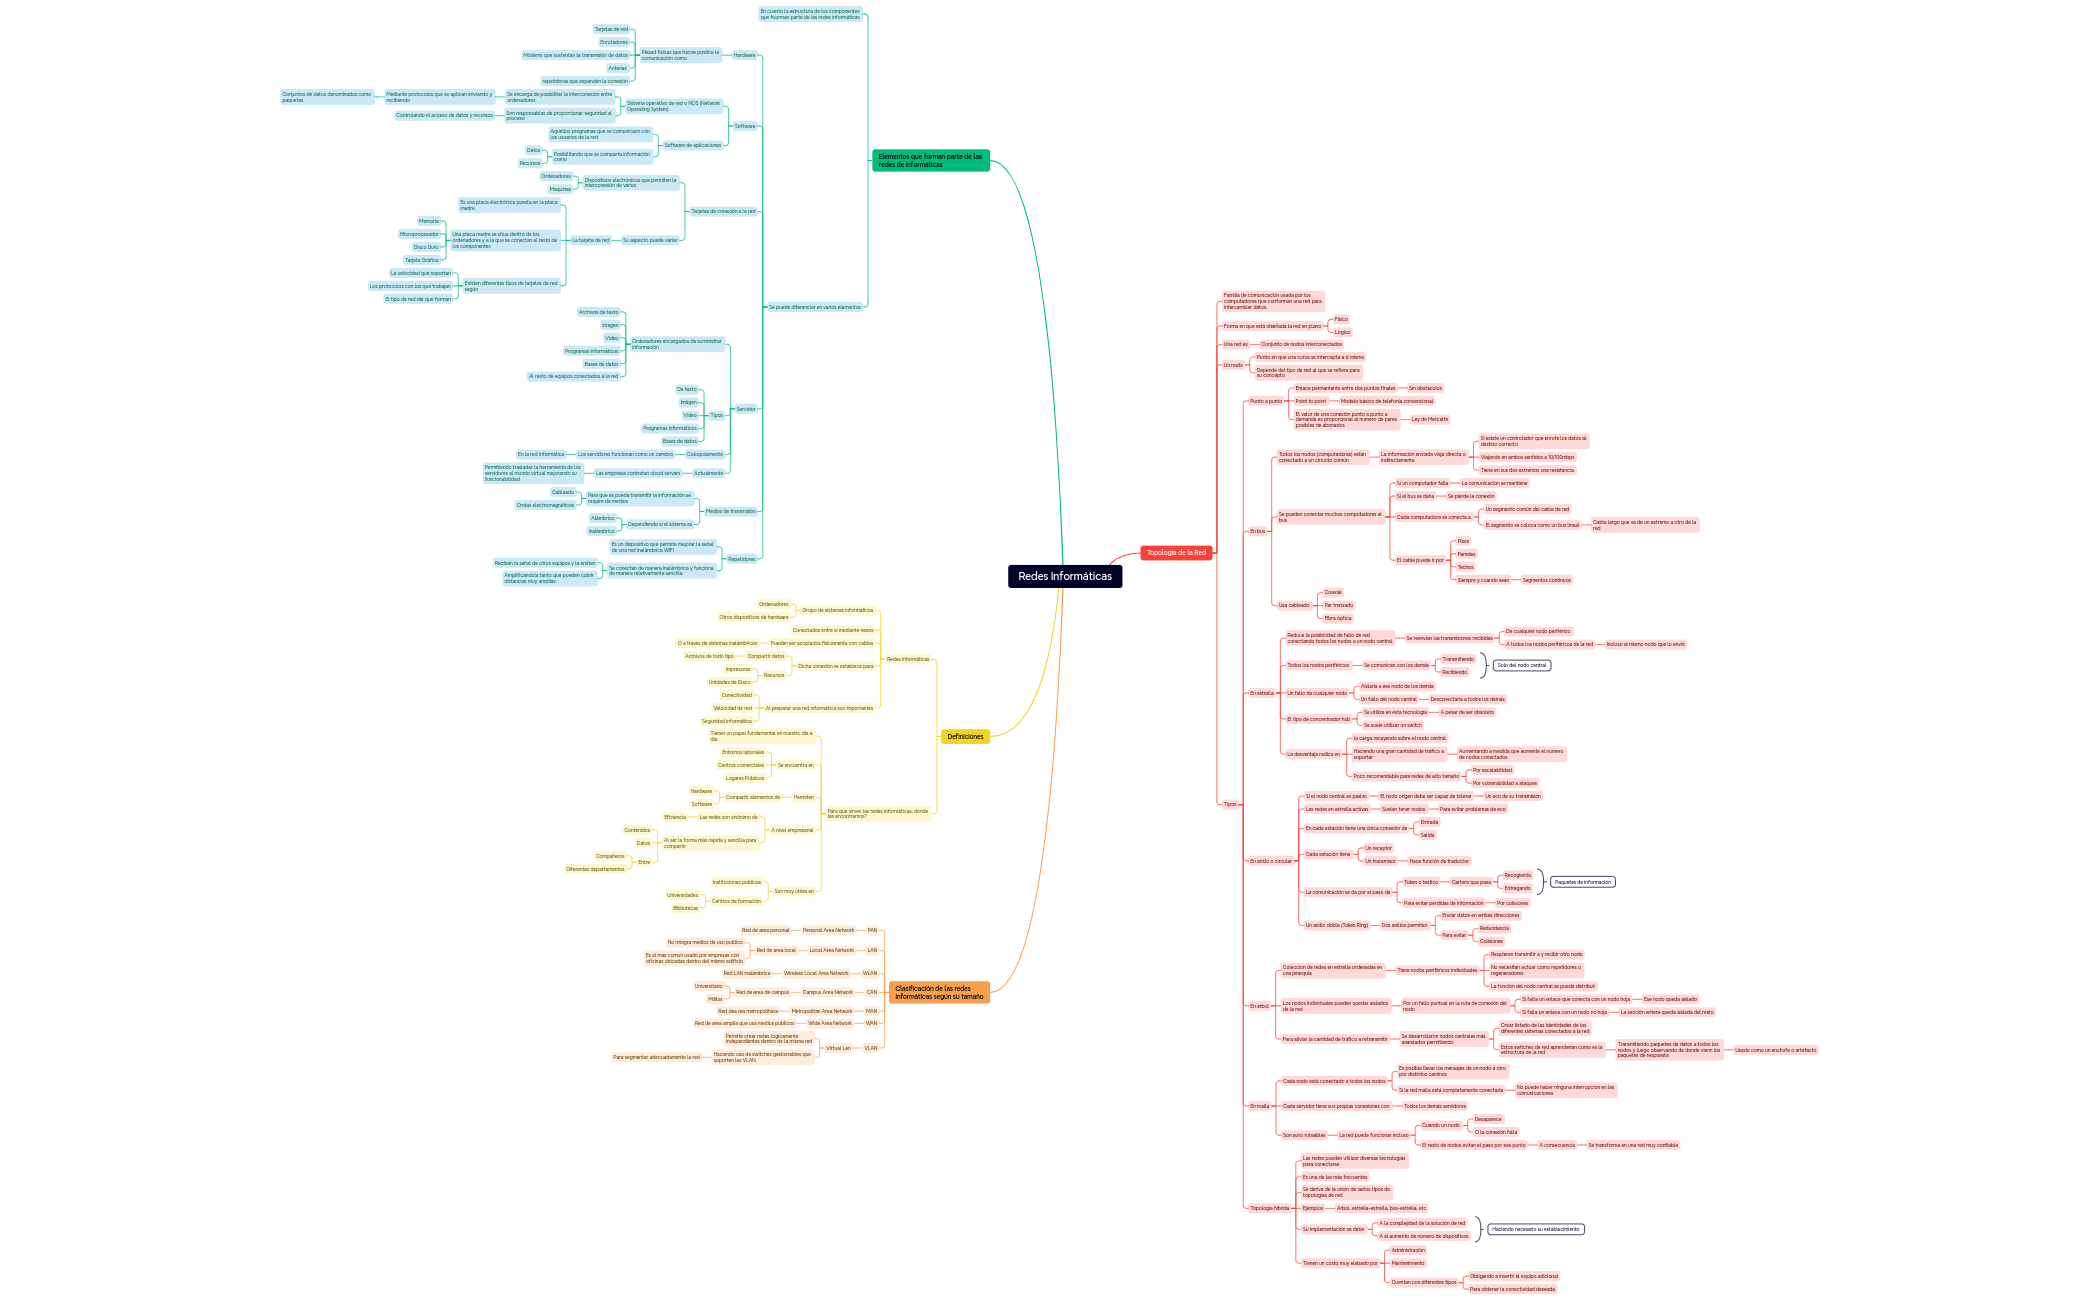 Redes Informáticas
Elementos que forman parte de las
redes de informáticas
En cuanto la estructura de los componentes
que foorman parte de las redes informáticas
Se puede diferenciar en varios elementos
Hardware
Piezad físicas que hacne posible la
comunicación como
Tarjetas de red
Enrutadores
Módems que sustentan la transmisión de datos
Antenas
repetidoras que expanden la conexión
Software
Sistema operativo de red o NOS (Network
Operating System)
Se encarga de posibilitar la interconexión entre
ordenadores
Mediante protocolos que se aplican enviando y
recibiendo
Conjuntos de datos denominados como
paquetes
Son responsables de proporcionar seguridad al
proceso
Controlando el acceso de datos y recursos
Software de aplicaciones
Aquellos programas que se comunicacn con
los usuarios de la red
Posibilitando que se comparta información
como
Datos
Recursos
Tarjetas de conexión a la red
Dispositivos electrónicos que permiten la
interconexión de varios
Ordenadores
Maquinas
Su aspecto puede variar
La tarjeta de red
Es una placa electrónica puesta en la placa
madre
Una placa madre se situa dentro de los
ordenadores y a la que se conectan el resto de
los componentes
Memoria
Microprocesador
Disco Duro
Tarjeta Gráfica
Existen diferentes tipos de tarjetas de red
según
La velocidad que soportan
Los protocolos con los que trabajan
El tipo de red del que forman
Servidor
Ordenadores encargados de suministrar
información
Archivos de texto
Imagen
Video
Programas informáticos
Bases de datos
Al resto de equipos conectados a la red
Tipos
De texto
Imágen
Video
Programas informáticos
Bases de datos
Coloquialmente
Los servidores funcionan como un cerebro
En la red informática
Actualmente
Las empresas contratan cloud servers
Permitiendo trasladar la herramienta de los
servidores al mundo virtual mejorando su
funcionabilidad
Medios de transmisión
Para que se pueda transmitir la información se
require de medios
Cableado
Ondas electromagnéticas
Dependiendo si el sistema es
Alámbrico
Inalámbrico
Repetidores
Es un dispositivo que permite mejorar la señal
de una red inalámbrica WIFI
Se conectan de manera inalámbrica y funciona
de manera relativamente sencilla
Reciben la señal de otros equipos y la emiten
Amplificandola tanto que pueden cubrir
distancias muy amplias
Definiciones
Redes informáticas
Grupo de sistemas informáticos
Ordenadores
Otros dispositivos de hardware
Conectados entre sí mediante nexos
Pueden ser acoplados físicamente con cables
O a través de sistemas inalámbricos
Dicha conexión se establece para
Compartir datos
Archivos de todo tipo
Recursos
Impresoras
Unidades de Disco
Al preparar una red informática son importantes
Conectividad
Velocidad de red
Seguridad informática
Para que sirven las redes informáticas, donde
las encontramos?
Tienen un papel fundamental en nuestro día a
día
Se encuentra en
Entornos laborales
Centros comerciales
Lugares Públicos
Permiten
Compartir elementos de
Hardware
Software
A nivel empresarial
Las redes son sinónimo de
Eficiencia
Al ser la forma más rapida y sencilla para
compartir
Contenidos
Datos
Entre
Compañeros
Diferentes departamentos
Son muy utiles en
Instituciones publicas
Centros de formación
Universidades
Bibliotecas
Clasificación de las redes
informáticas según su tamaño
PAN
Personal Area Network
Red de area personal
LAN
Local Area Network
Red de area local
No integra medios de uso publico
Es el mas comun usado por empresas con
oficinas ubicadas dentro del mismo edificio
WLAN
Wireless Local Area Network
Red LAN inalámbrica
CAN
Campus Area Network
Red de area de campus
Universitario
Militar
MAN
Metropolitan Area Network
Red dea rea metropolitana
WAN
Wide Area Network
Red de area amplia que usa medios publicos
VLAN
Virtual Lan
Permite crear redes logicamente
independientes dentro de la misma red
Haciendo uso de switches gestionables que
soporten las VLAN
Para segmentar adecuadamente la red
Topología de la Red
Familia de comunicación usada por los
computadores que conforman una red para
intercambiar datos.
Forma en que está diseñada la red en plano
Físico
Lógico
Una red es
Conjunto de nodos interconectados
Un nodo
Punto en que una curva se intercepta a sí misma
Depende del tipo de red al que se refiera para
su concepto
Tipos
Punto a punto
Enlace permantente entre dos puntos finales
Sin obstáculos
Point to point
Modelo básico de telefonía convencional
El valor de una conexión punto a punto a
demanda es proporcional al numero de pares
posibles de abonados
Ley de Metcalfe
En bus
Todos los nodos (computadoras) están
conectado a un circuito común
La información enviada viaja directa o
indirectamente
Si existe un controlador que enrute los datos al
destino correcto
Viajando en ambos sentidos a 10/100mbps
Tiene en sus dos extremos una resistencia.
Se pueden conectar muchos computadores al
bus
Si un computador falla
La comunicacion se mantiene
Si el bus se daña
Se pierde la conexón
Cada computadora se conecta a
Un segmento común del cable de red
El segmento se coloca como un bus lineal
Cable largo que va de un extremo a otro de la
red
El cable puede ir por
Pisos
Paredes
Techos
Siempre y cuando sean
Segmentos continuos
Usa cableado
Coaxial
Par trenzado
Fibra óptica
En estrella
Reduce la posibilidad de fallo de red
conectando todos los nodos a un nodo central.
Se reenvían las transmisiones recibidas
De cualquier nodo periférico
A todos los nodos periféricos de la red
Incluso al mismo nodo que lo envió
Todos los nodos periféricos
Se comunican con los demás
Transmitiendo
Recibiendo
Solo del nodo central
Un fallo de cualquier nodo
Aislaria a ese nodo de los demás
Un fallo del nodo central
Desconectaria a todos los demás
El tipo de concentrador hub
Se utiliza en esta tecnología
A pesar de ser obsoleto
Se suele utilizar un switch
La desventaja radica en
la carga recayendo sobre el nodo central
Haciendo una gran cantidad de tráfico a
soportar
Aumentando a medida que aumente el numero
de nodos conectados
Poco recomendable para redes de alto tamaño
Por escalabilidad
Por vulnerabilidad a ataques
En anillo o circular
Si el nodo central es pasivo
El nodo origen debe ser capaz de tolerar
Un eco de su transmisión
Las redes en estrella activas
Suelen tener nodos
Para evitar problemas de eco
En cada estación tiene una única conexión de
Entrada
Salida
Cada estación tiene
Un receptor
Un transmisor
Hace función de traductor
La comunicación se da por el paso de
Token o testico
Cartero que pasa
Recogiendo
Entregando
Paquetes de información
Para evitar perdidas de información
Por colisiones
Un anillo doble (Token Ring)
Dos anillos permiten
Enviar datos en ambas direcciones
Para evitar
Redundancia
Colisiones
En árbol
Coleccion de redes en estrella ordenadas en
una jerarquía
Tiene nodos periféricos individuales
Requieren transmitir a y recibir otro nodo
No necesitan actuar como repetidores o
regeneradores
La función del nodo central se puede distribuir
Los nodos individuales pueden quedar aislados
de la red
Por un fallo puntual en la ruta de conexión del
nodo
Si falta un enlace que conecta con un nodo hoja
Ese nodo queda aislado
Si falla un enlace con un nodo no hoja
La sección entera queda aislada del resto
Para aliviar la cantidad de tráfico a retransmitir
Se desarrollaron nodos centrales más
avanzados permitiendo
Crear listado de las identidades de los
diferentes sistemas conectados a la red
Estos switches de red aprenderian como es la
estructura de la red
Transmitiendo paquetes de datos a todos los
nodos y luego observando de donde viene los
paquetes de respuesta
Usado como un enchufe o artefacto
En malla
Cada nodo está conectado a todos los nodos
Es posible llevar los mensajes de un nodo a otro
por distintos caminos
Si la red malla está completamente conectada
No puede haber ninguna interrupcion en las
comunicaciones
Cada servidor tiene sus propias conexiones con
Todos los demás servidores
Son auto ruteables
La red puede funcionar incluso
Cuando un nodo
Desaparece
O la conexión falla
El resto de nodos evitan el paso por ese punto
A consecuencia
Se transforma en una red muy confiable
Topología híbrida
Las redes pueden utilizar diversas tecnologías
para conectarse
Es una de las más frecuentes
Se deriva de la unión de varios tipos de
topologías de red
Ejemplos
Arbol, estrella-estrella, bus-estrella, etc
Su implementación se debe
A la complejidad de la solución de red
A el aumento de número de dispositivos
Haciendo necesario su establecimiento
Tienen un costo muy elebado por
Administración
Mantenimiento
Cuentan con diferentes tipos
Obligando a invertir el equipo adicional
Para obtener la conectividad deseada